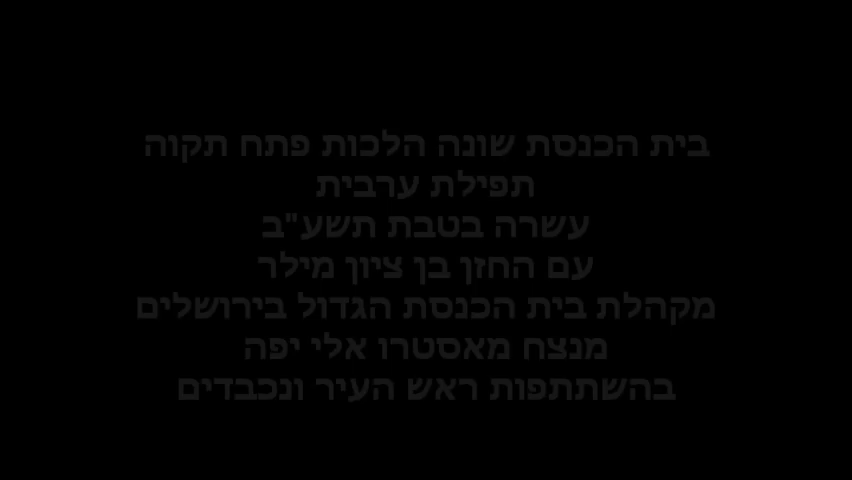 בית הכנסת שונה הלכות פתח תקוה
תפילת ערבית
עשרה בטבת תשע"ב
עם החזן בן ציון מילר
מקהלת בית הכנסת הגדול בירושלים
מנצח מאסטרו אלי יפה
בהשתתפות ראש העיר ונכבדים